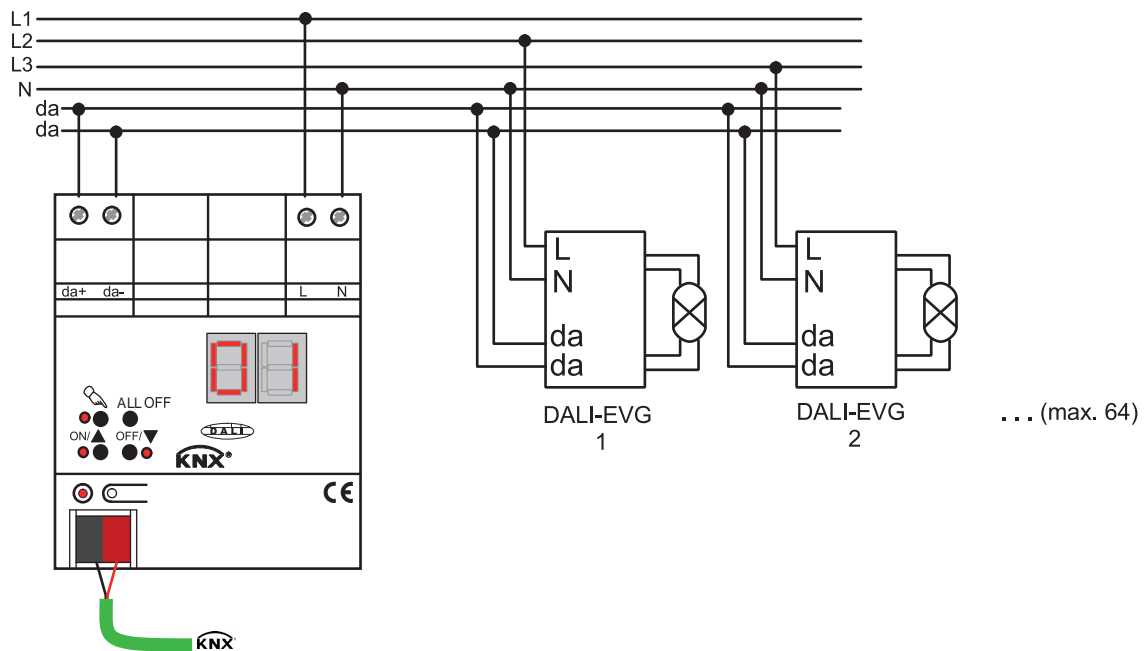 L1
L2
L3
N
da
da
da+ da- L N
01
ALL OFF
ON/▲ OFF/▼
DALI
KNX®
CE
KNX
L
N
da
da
DALI-EVG
1
L
N
da
da
DALI-EVG
2
... (max. 64)